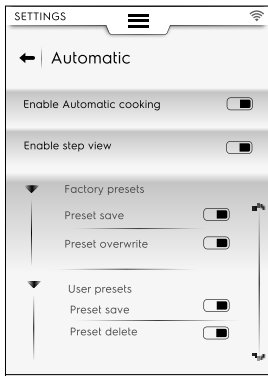 SETTINGS
Automatic
Enable Automatic cooking
Enable step view
Factory presets
Preset save
Preset overwrite
User presets
Preset save
Preset delete